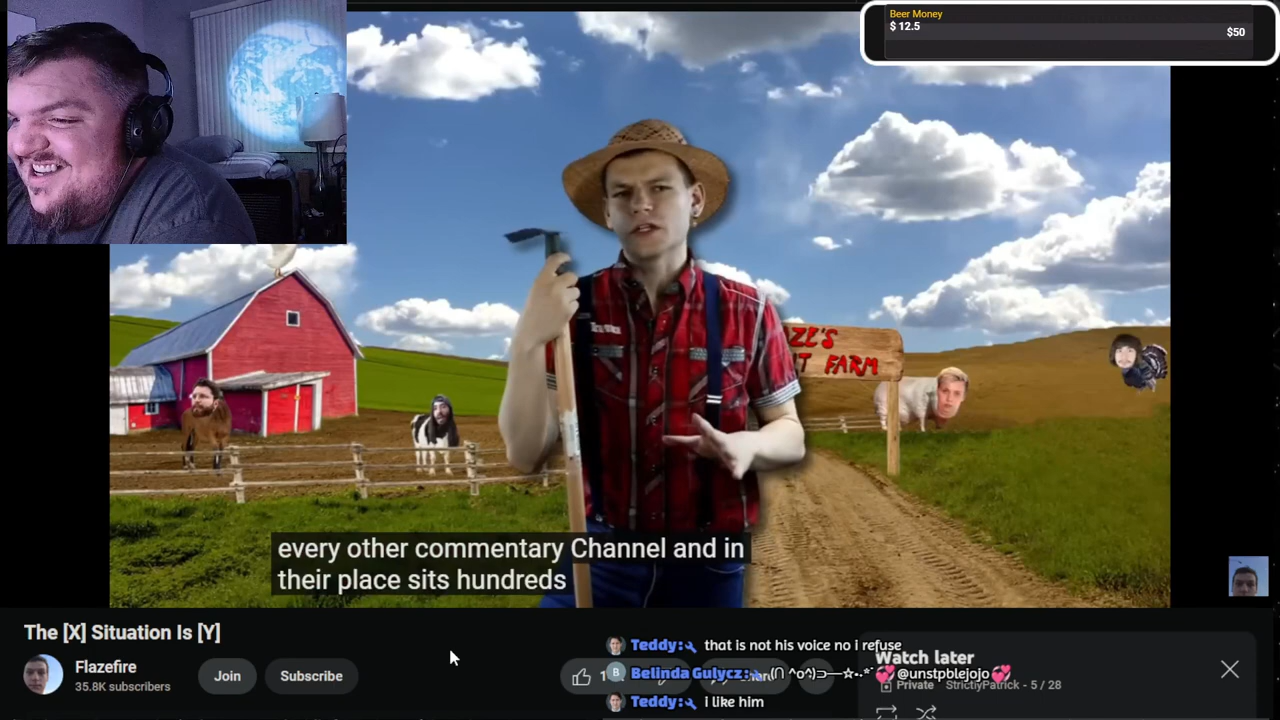 Beer Money
$ 12.5
$50
ZE'S
T FARM
every other commentary Channel and in
their place sits hundreds
The [X] Situation Is [Y]
Flazefire
35.8K subscribers
Join
Subscribe
Teddy: that is not his voice no i refuse
Belinda Gulycz: (∩ ^o^)⊃━☆ﾟ.*･ 💞 @unstpblejojo 💞
Teddy: i like him
Watch later
Private StrictlyPatrick - 5 / 28